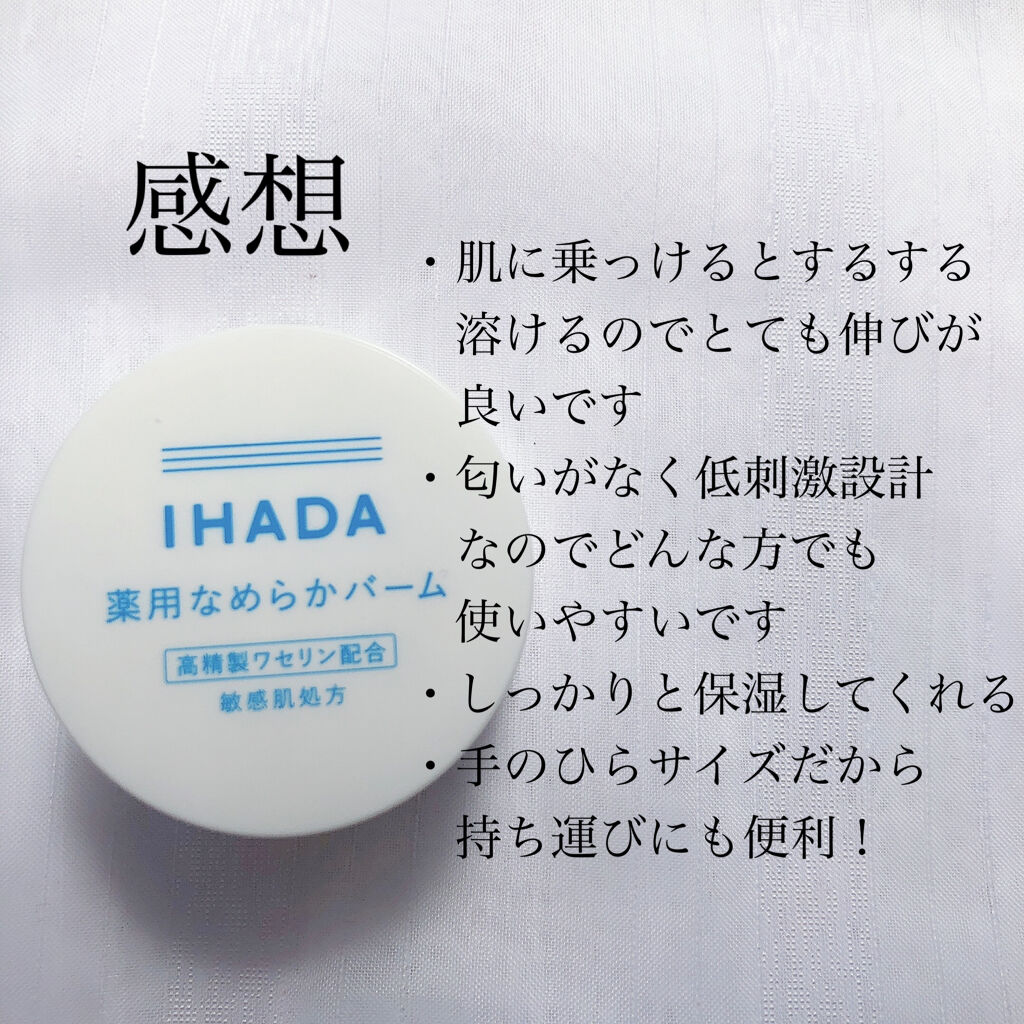 感想
・肌に乗っけるとするする
溶けるのでとても伸びが
良いです
・匂いがなく低刺激設計
なのでどんな方でも
使いやすいです
・しっかりと保湿してくれる
・手のひらサイズだから
持ち運びにも便利！
IHADA
薬用なめらかバーム
高精製ワセリン配合
敏感肌処方